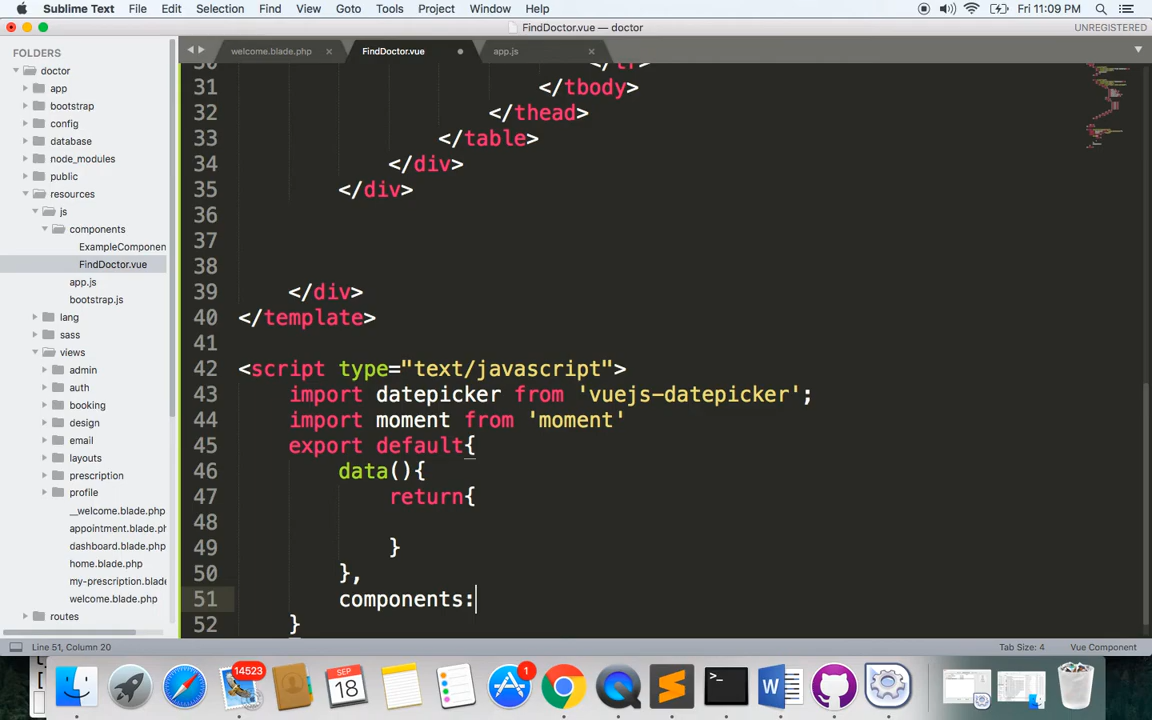 Sublime Text File Edit Selection Find View Goto Tools Project Window Help Fri 11:09 PM
FindDoctor.vue — doctor UNREGISTERED
FOLDERS
doctor
app
bootstrap
config
database
node_modules
public
resources
js
components
ExampleComponen
FindDoctor.vue
app.js
bootstrap.js
lang
sass
views
admin
auth
booking
design
email
layouts
prescription
profile
__welcome.blade.php
appointment.blade.ph
dashboard.blade.php
home.blade.php
my-prescription.blade
welcome.blade.php
routes
welcome.blade.php × FindDoctor.vue app.js ×
30 </tr>
31 </tbody>
32 </thead>
33 </table>
34 </div>
35 </div>
36
37
38
39 </div>
40 </template>
41
42 <script type="text/javascript">
43 import datepicker from 'vuejs-datepicker';
44 import moment from 'moment'
45 export default{
46 data(){
47 return{
48
49 }
50 },
51 components:
52 }
Line 51, Column 20 Tab Size: 4 Vue Component
14523
SEP
18
1
>_
W